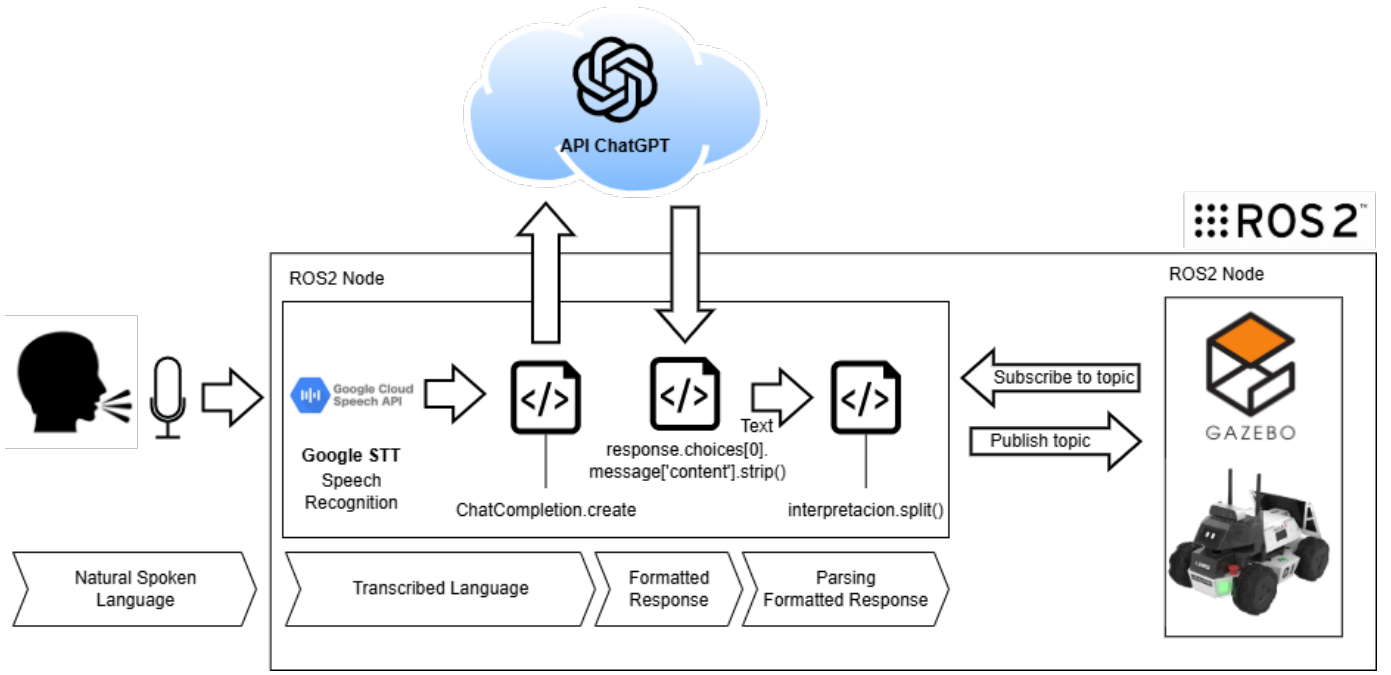 API ChatGPT
ROS 2™
ROS2 Node
ROS2 Node
Google Cloud
Speech API
Google STT
Speech
Recognition
ChatCompletion.create
Text
response.choices[0].
message['content'].strip()
interpretacion.split()
Subscribe to topic
Publish topic
GAZEBO
Natural Spoken
Language
Transcribed Language
Formatted
Response
Parsing
Formatted Response